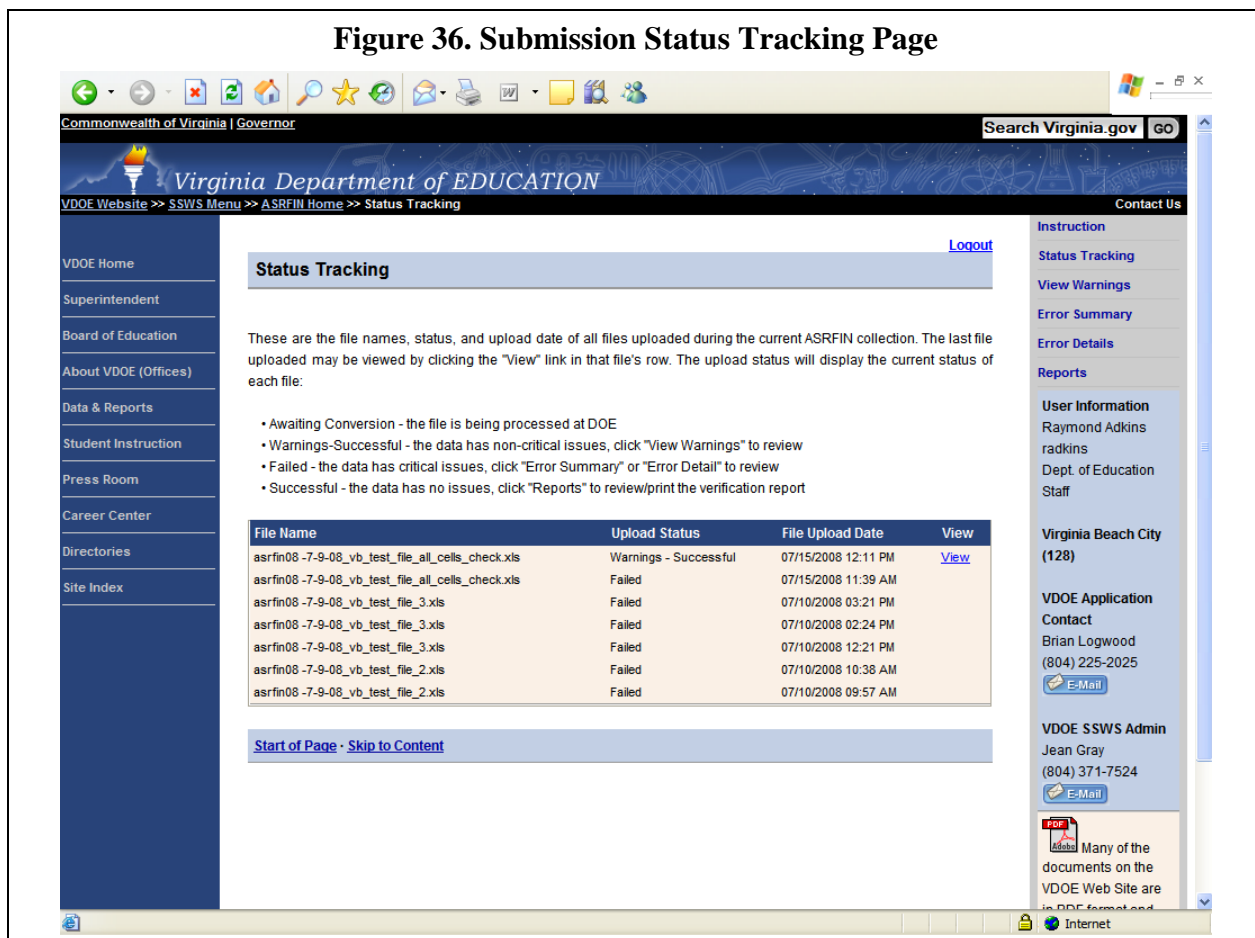 Figure 36. Submission Status Tracking Page
Commonwealth of Virginia | Governor
Search Virginia.gov GO
Virginia Department of EDUCATION
VDOE Website >> SSWS Menu >> ASRFIN Home >> Status Tracking
Contact Us
VDOE Home
Superintendent
Board of Education
About VDOE (Offices)
Data & Reports
Student Instruction
Press Room
Career Center
Directories
Site Index
Logout
Status Tracking
These are the file names, status, and upload date of all files uploaded during the current ASRFIN collection. The last file
uploaded may be viewed by clicking the "View" link in that file's row. The upload status will display the current status of
each file:
• Awaiting Conversion - the file is being processed at DOE
• Warnings-Successful - the data has non-critical issues, click "View Warnings" to review
• Failed - the data has critical issues, click "Error Summary" or "Error Detail" to review
• Successful - the data has no issues, click "Reports" to review/print the verification report
File Name Upload Status File Upload Date View
asrfin08 -7-9-08_vb_test_file_all_cells_check.xls Warnings - Successful 07/15/2008 12:11 PM View
asrfin08 -7-9-08_vb_test_file_all_cells_check.xls Failed 07/15/2008 11:39 AM
asrfin08 -7-9-08_vb_test_file_3.xls Failed 07/10/2008 03:21 PM
asrfin08 -7-9-08_vb_test_file_3.xls Failed 07/10/2008 02:24 PM
asrfin08 -7-9-08_vb_test_file_3.xls Failed 07/10/2008 12:21 PM
asrfin08 -7-9-08_vb_test_file_2.xls Failed 07/10/2008 10:38 AM
asrfin08 -7-9-08_vb_test_file_2.xls Failed 07/10/2008 09:57 AM
Start of Page · Skip to Content
Instruction
Status Tracking
View Warnings
Error Summary
Error Details
Reports
User Information
Raymond Adkins
radkins
Dept. of Education
Staff
Virginia Beach City
(128)
VDOE Application
Contact
Brian Logwood
(804) 225-2025
E-Mail
VDOE SSWS Admin
Jean Gray
(804) 371-7524
E-Mail
PDF
Adobe Many of the
documents on the
VDOE Web Site are
in PDF format and
Internet